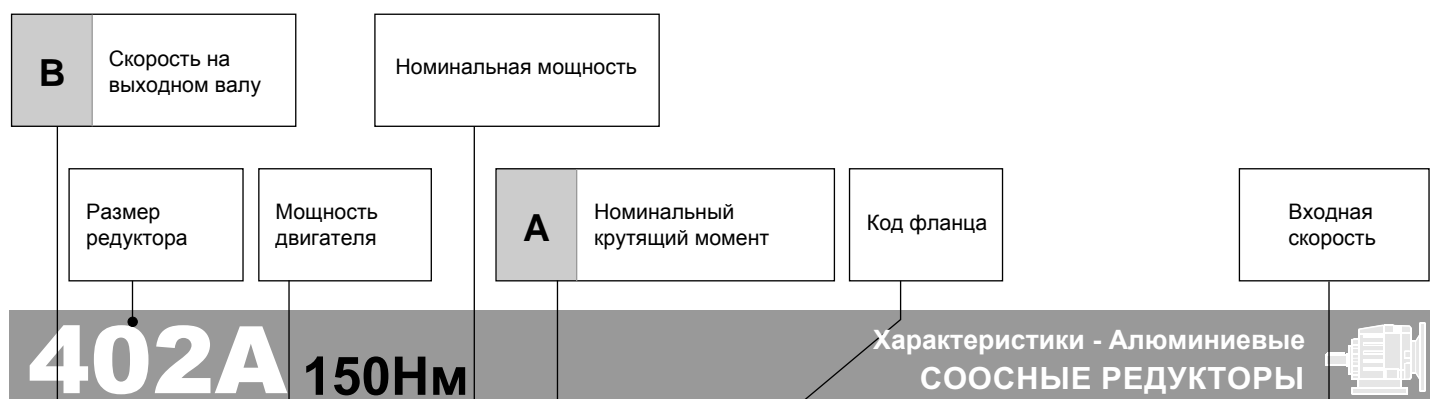 B
Скорость на
выходном валу
Номинальная мощность
Размер
редуктора
Мощность
двигателя
A
Номинальный
крутящий момент
Код фланца
Входная
скорость
402A 150Нм
Характеристики - Алюминиевые
СООСНЫЕ РЕДУКТОРЫ